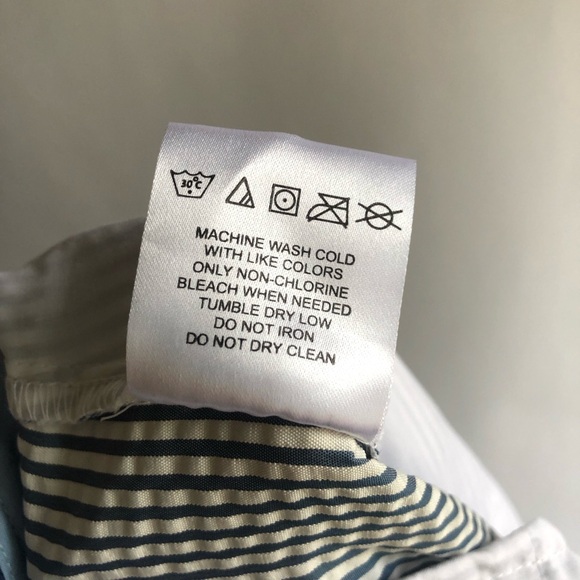 30°C
MACHINE WASH COLD
WITH LIKE COLORS
ONLY NON-CHLORINE
BLEACH WHEN NEEDED
TUMBLE DRY LOW
DO NOT IRON
DO NOT DRY CLEAN